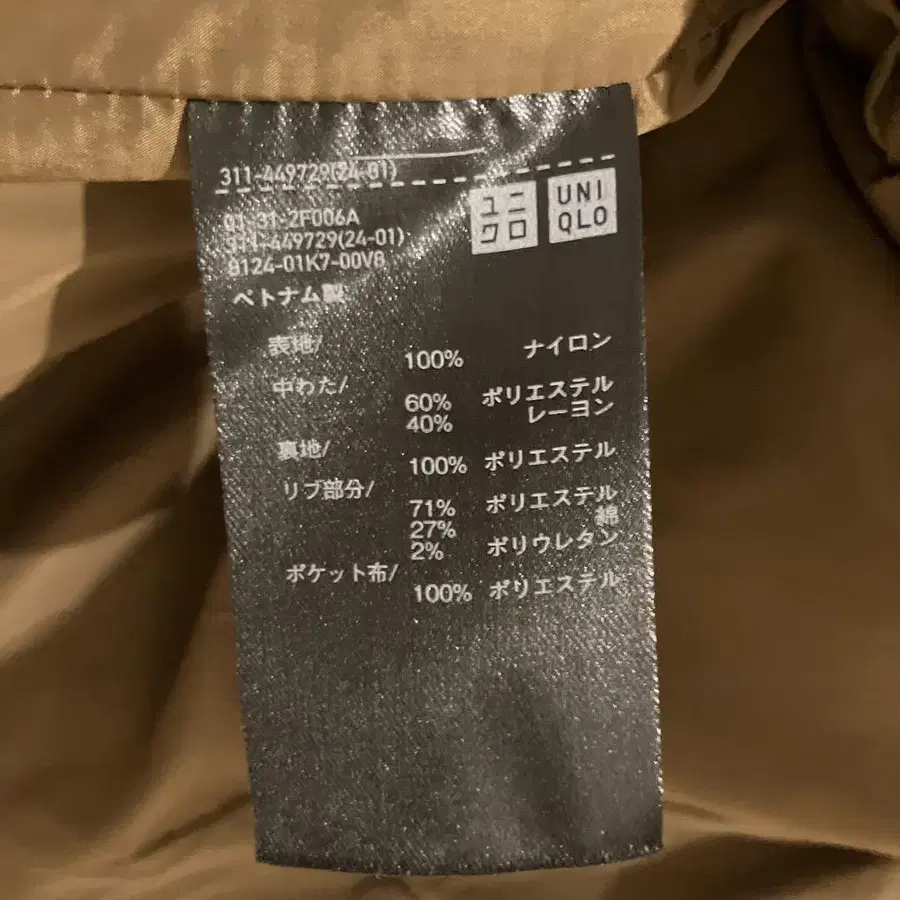 311-449729(24-01)
ユニ
クロ
UNI
QLO
01-31-2F006A
311-449729(24-01)
8124-01K7-00V8
ベトナム製
表地/
100% ナイロン
中わた/
60% ポリエステル
40% レーヨン
裏地/
100% ポリエステル
リブ部分/
71% ポリエステル
27% 綿
2% ポリウレタン
ポケット布/
100% ポリエステル